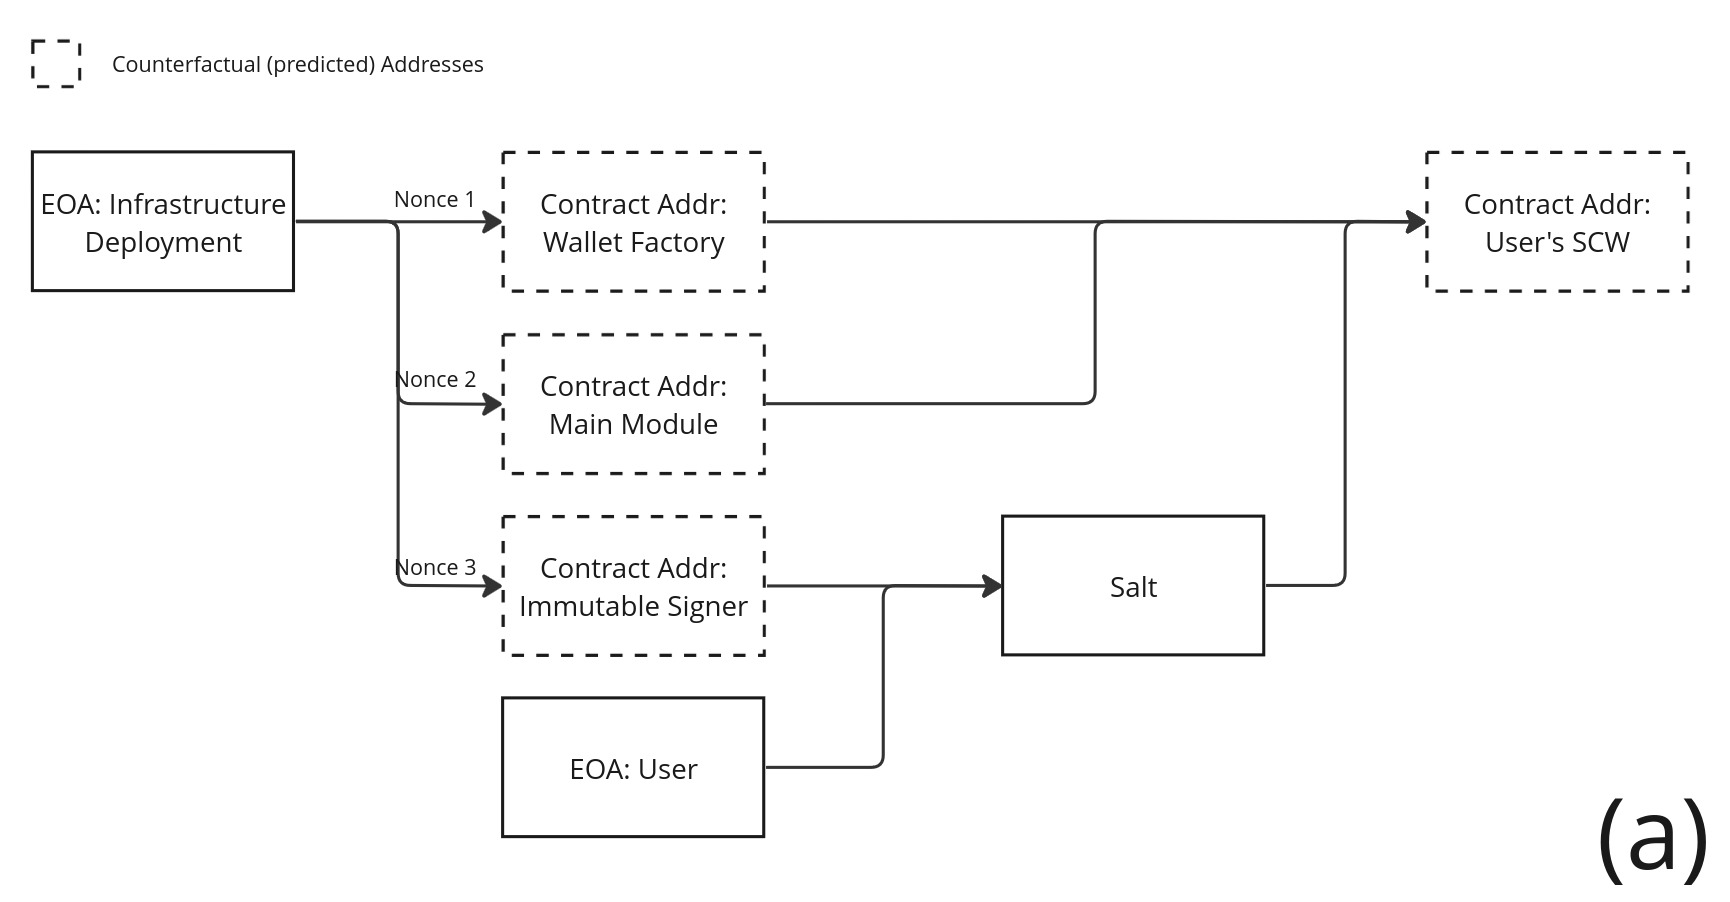 Counterfactual (predicted) Addresses
EOA: Infrastructure
Deployment
Nonce 1
Contract Addr:
Wallet Factory
Contract Addr:
User's SCW
Nonce 2
Contract Addr:
Main Module
Nonce 3
Contract Addr:
Immutable Signer
Salt
EOA: User
(a)